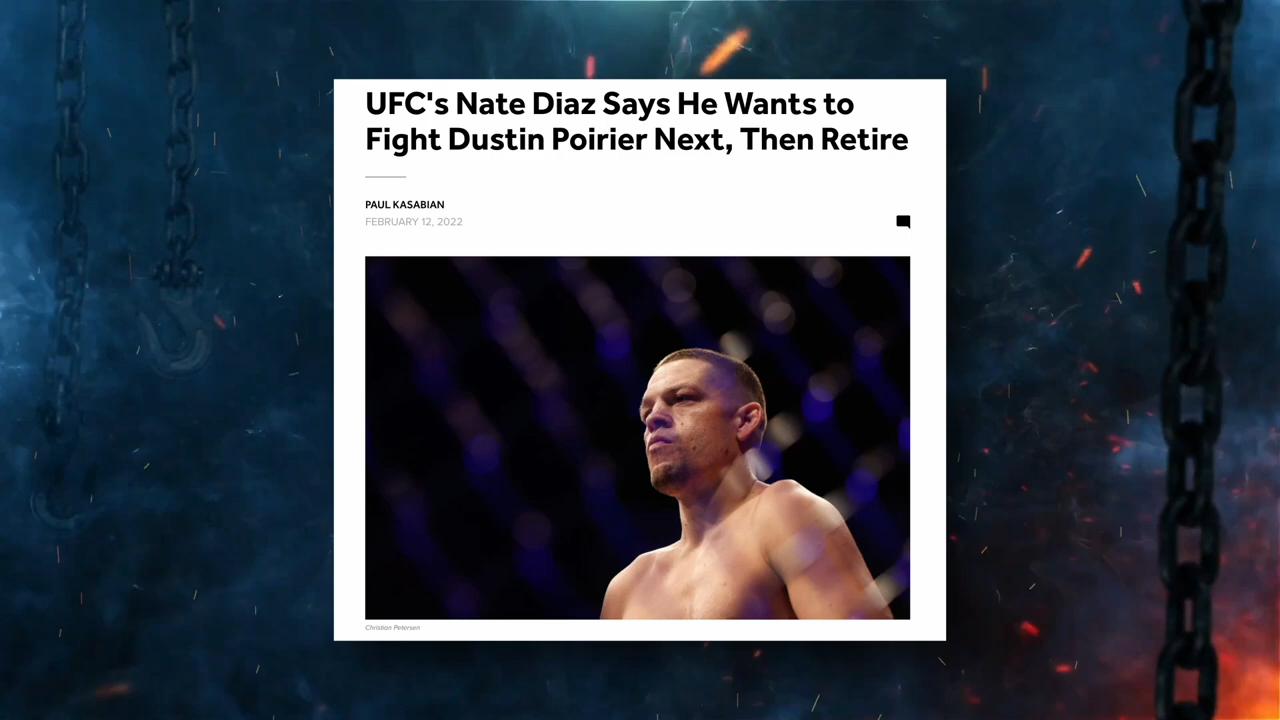 UFC's Nate Diaz Says He Wants to
Fight Dustin Poirier Next, Then Retire
PAUL KASABIAN
FEBRUARY 12, 2022
Christian Petersen